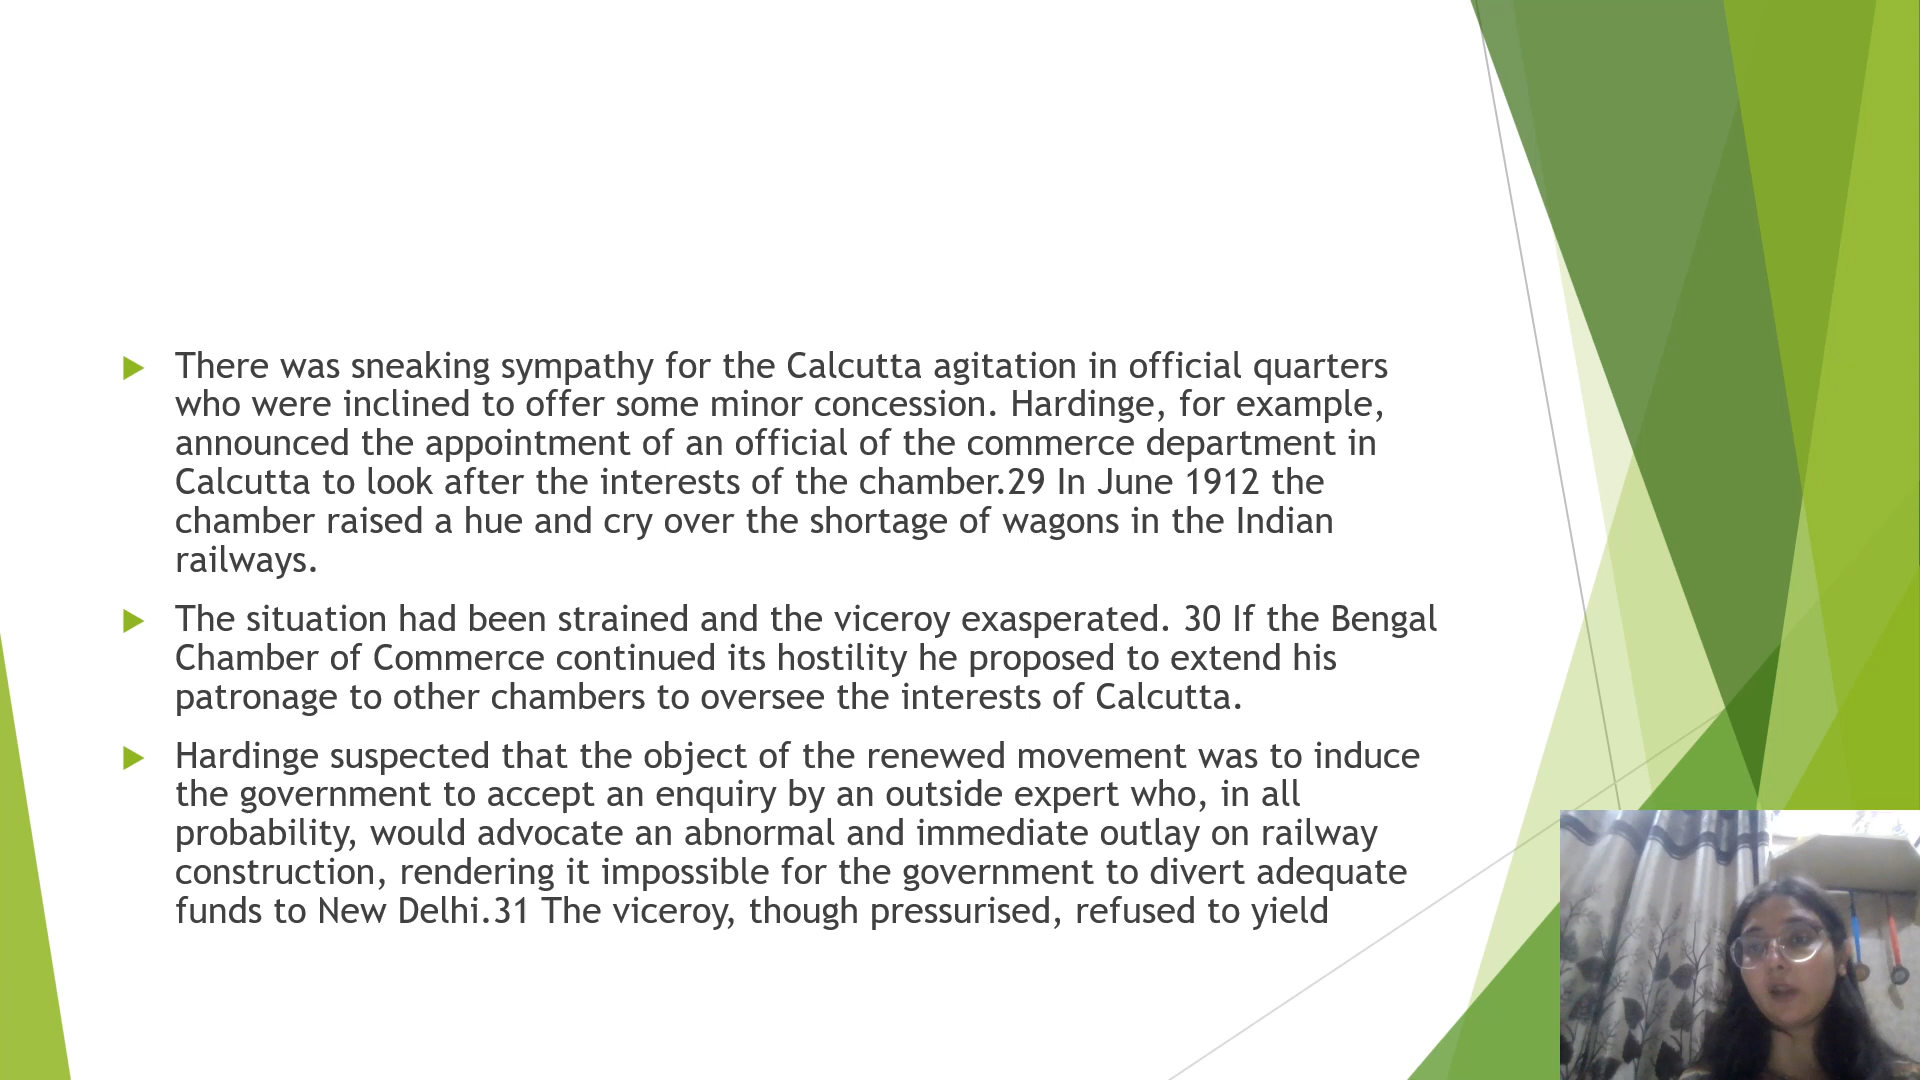 There was sneaking sympathy for the Calcutta agitation in official quarters
who were inclined to offer some minor concession. Hardinge, for example,
announced the appointment of an official of the commerce department in
Calcutta to look after the interests of the chamber.29 In June 1912 the
chamber raised a hue and cry over the shortage of wagons in the Indian
railways.
The situation had been strained and the viceroy exasperated. 30 If the Bengal
Chamber of Commerce continued its hostility he proposed to extend his
patronage to other chambers to oversee the interests of Calcutta.
Hardinge suspected that the object of the renewed movement was to induce
the government to accept an enquiry by an outside expert who, in all
probability, would advocate an abnormal and immediate outlay on railway
construction, rendering it impossible for the government to divert adequate
funds to New Delhi.31 The viceroy, though pressurised, refused to yield